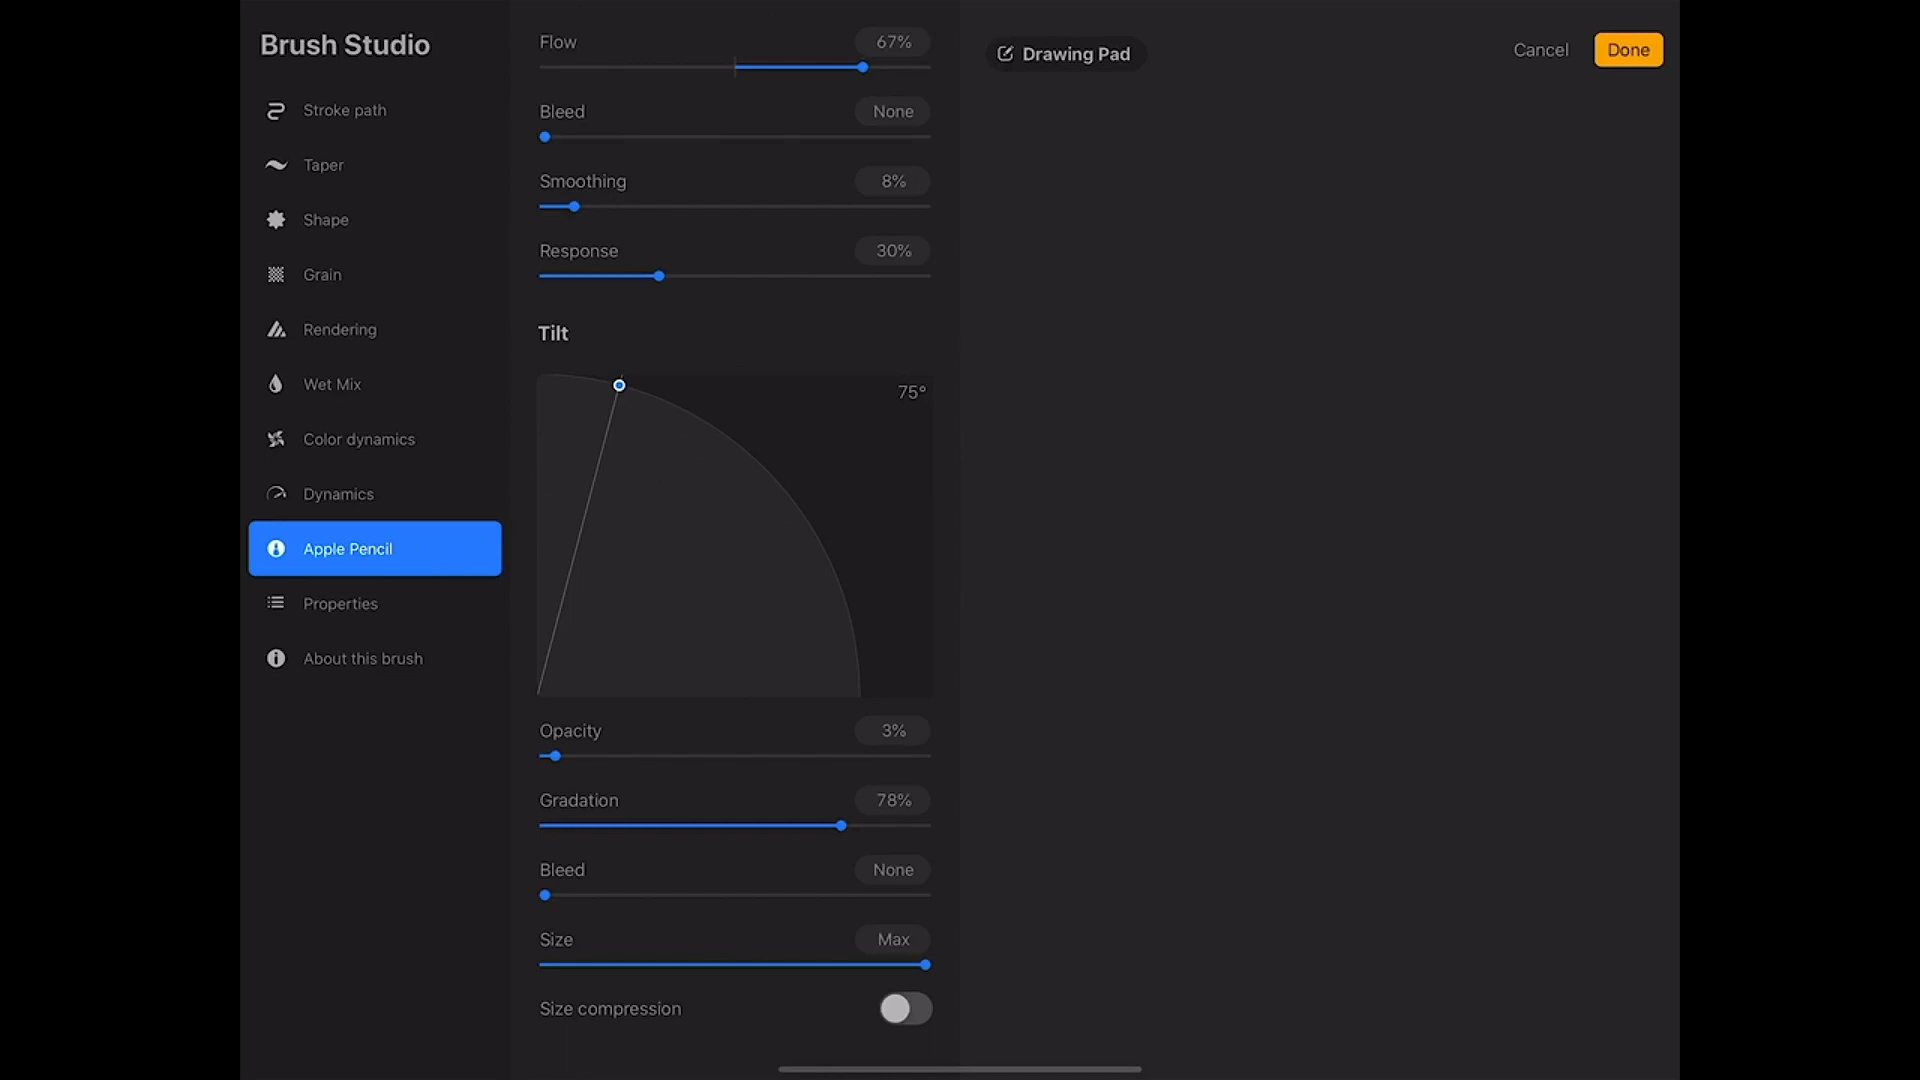 Brush Studio
Stroke path
Taper
Shape
Grain
Rendering
Wet Mix
Color dynamics
Dynamics
Apple Pencil
Properties
About this brush
Flow 67%
Bleed None
Smoothing 8%
Response 30%
Tilt
75°
Opacity 3%
Gradation 78%
Bleed None
Size Max
Size compression
Drawing Pad
Cancel Done